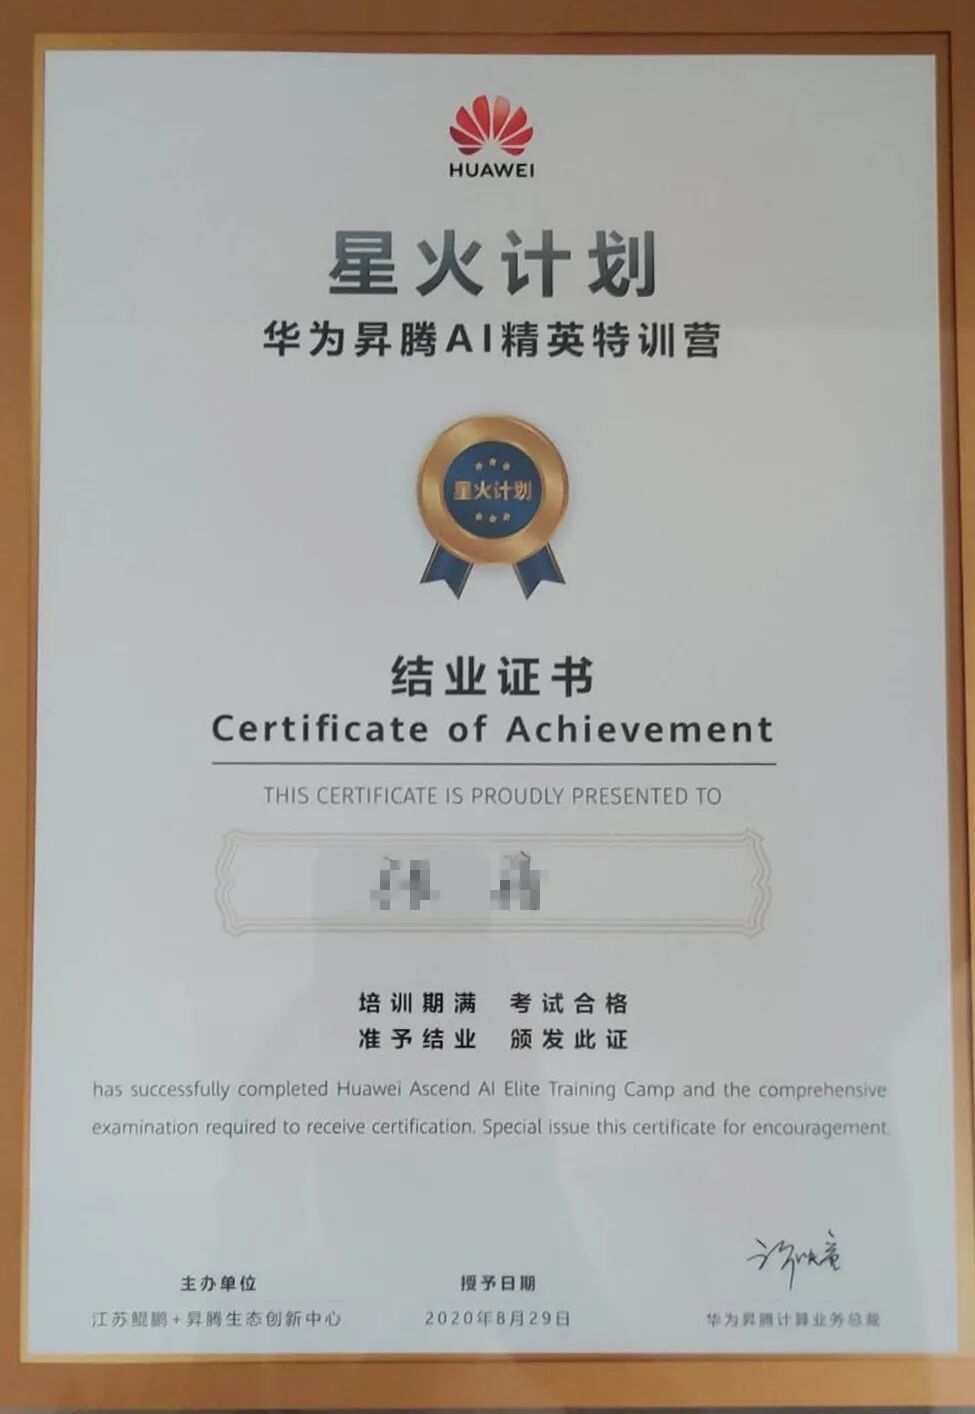 HUAWEI
星火计划
华为昇腾AI精英特训营
星火计划
结业证书
Certificate of Achievement
THIS CERTIFICATE IS PROUDLY PRESENTED TO
培训期满 考试合格
准予结业 颁发此证
has successfully completed Huawei Ascend AI Elite Training Camp and the comprehensive
examination required to receive certification. Special issue this certificate for encouragement.
主办单位
江苏鲲鹏+昇腾生态创新中心
授予日期
2020年8月29日
华为昇腾计算业务总裁